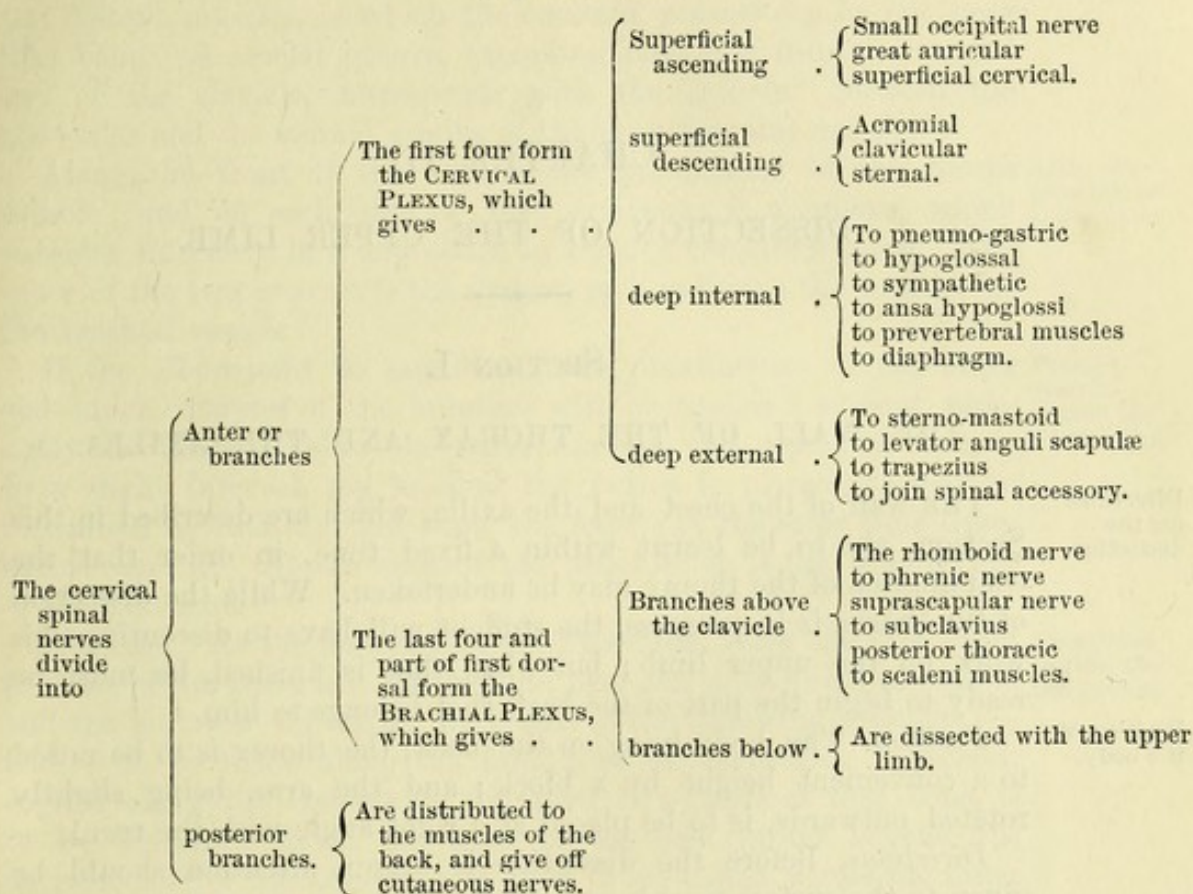 The cervical
spinal
nerves
divide
into
Anter or
branches
The first four form
the CERVICAL
PLEXUS, which
gives . . .
Superficial
ascending .
Small occipital nerve
great auricular
superficial cervical.
superficial
descending .
Acromial
clavicular
sternal.
deep internal .
To pneumo-gastric
to hypoglossal
to sympathetic
to ansa hypoglossi
to prevertebral muscles
to diaphragm.
deep external .
To sterno-mastoid
to levator anguli scapulæ
to trapezius
to join spinal accessory.
The last four and
part of first dor-
sal form the
BRACHIAL PLEXUS,
which gives . .
Branches above
the clavicle .
The rhomboid nerve
to phrenic nerve
suprascapular nerve
to subclavius
posterior thoracic
to scaleni muscles.
branches below .
Are dissected with the upper
limb.
posterior
branches.
Are distributed to
the muscles of the
back, and give off
cutaneous nerves.